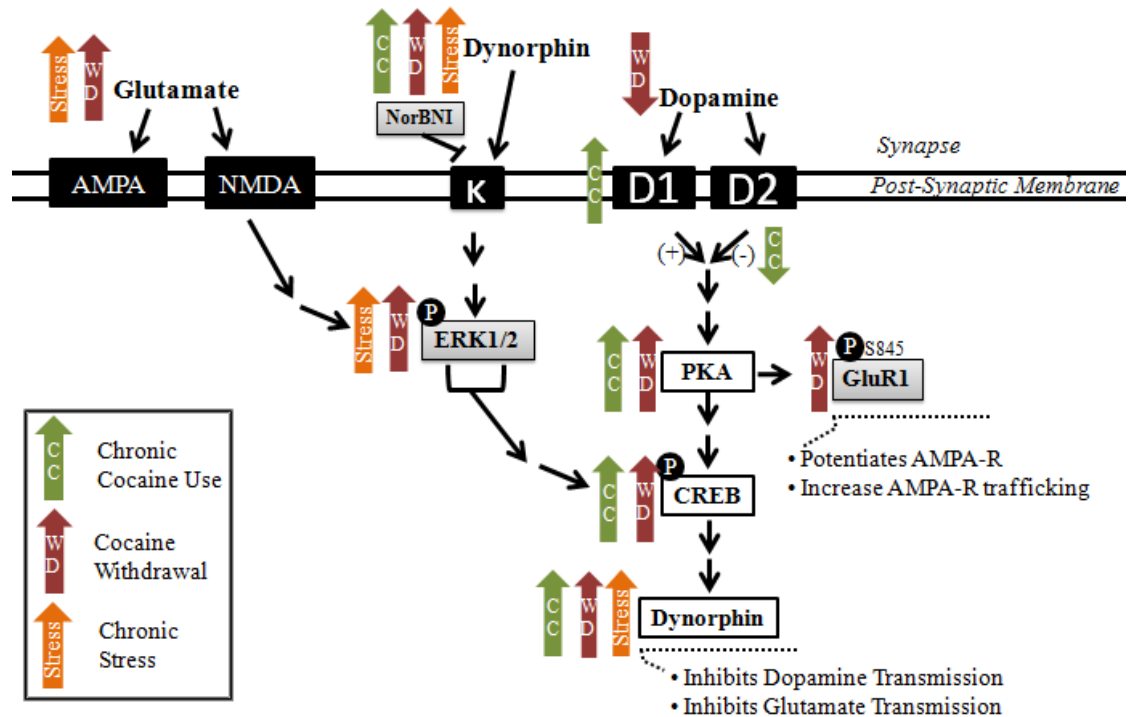 CC
WD
Stress
Dynorphin
Stress
WD
Glutamate
WD
Dopamine
NorBNI
Synapse
AMPA
NMDA
K
CC
D1
D2
Post-Synaptic Membrane
(+)
(-)
CC
Stress
WD
P
ERK1/2
CC
WD
PKA
WD
P S845
GluR1
• Potentiates AMPA-R
• Increase AMPA-R trafficking
CC
WD
P
CREB
CC
WD
Stress
Dynorphin
• Inhibits Dopamine Transmission
• Inhibits Glutamate Transmission
CC
Chronic
Cocaine Use
WD
Cocaine
Withdrawal
Stress
Chronic
Stress